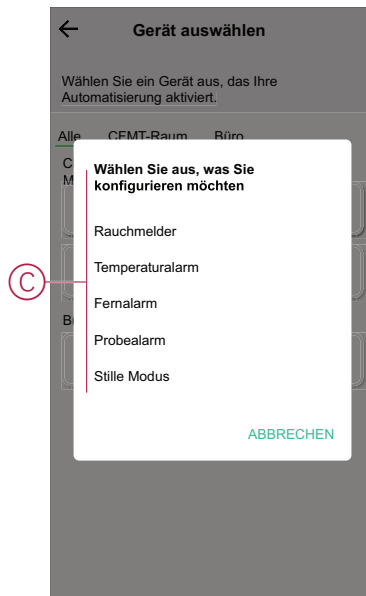 Gerät auswählen
Wählen Sie ein Gerät aus, das Ihre
Automatisierung aktiviert.
Alle CFMT-Raum Büro
C
M
Wählen Sie aus, was Sie
konfigurieren möchten
Rauchmelder
Temperaturalarm
C
Fernalarm
Probealarm
B
Stille Modus
ABBRECHEN